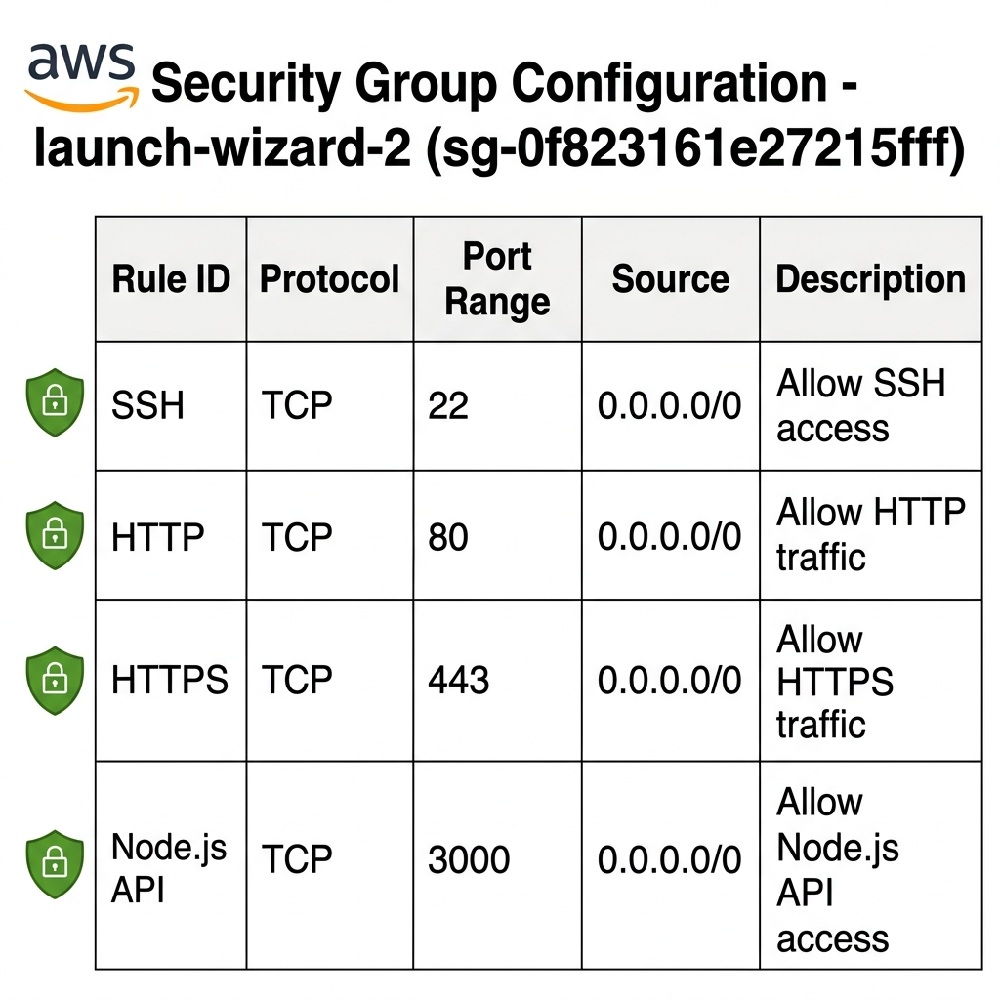 aws Security Group Configuration -
launch-wizard-2 (sg-0f823161e27215fff)
Rule ID Protocol Port Range Source Description
SSH TCP 22 0.0.0.0/0 Allow SSH access
HTTP TCP 80 0.0.0.0/0 Allow HTTP traffic
HTTPS TCP 443 0.0.0.0/0 Allow HTTPS traffic
Node.js API TCP 3000 0.0.0.0/0 Allow Node.js API access